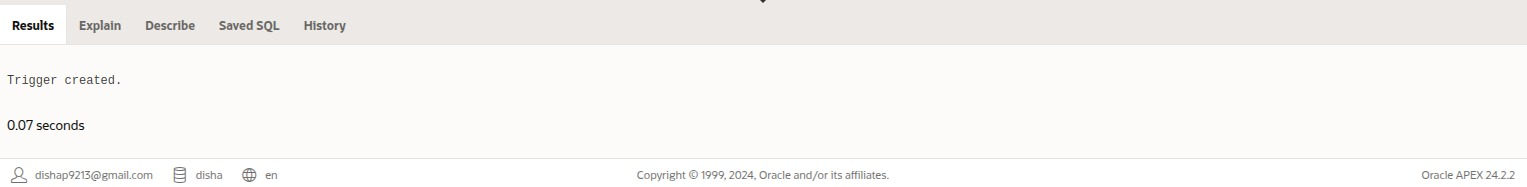 Results Explain Describe Saved SQL History
Trigger created.
0.07 seconds
dishap9213@gmail.com disha en Copyright © 1999, 2024, Oracle and/or its affiliates. Oracle APEX 24.2.2